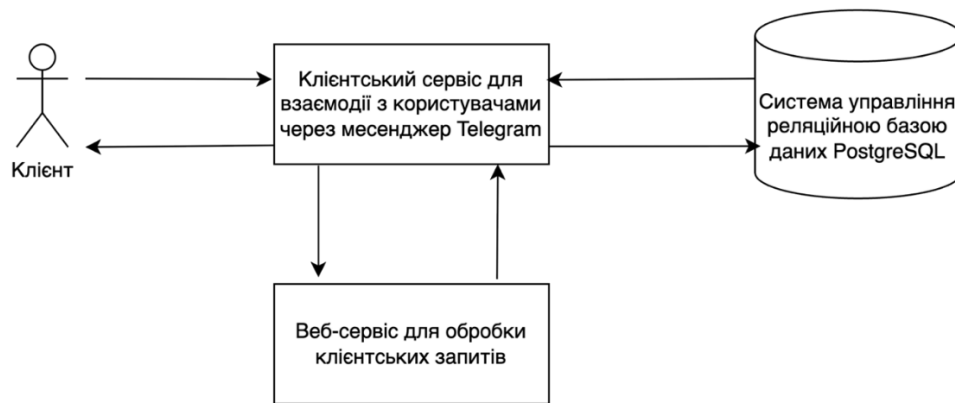 Клієнт
Клієнтський сервіс для
взаємодії з користувачами
через месенджер Telegram
Система управління
реляційною базою
даних PostgreSQL
Веб-сервіс для обробки
клієнтських запитів